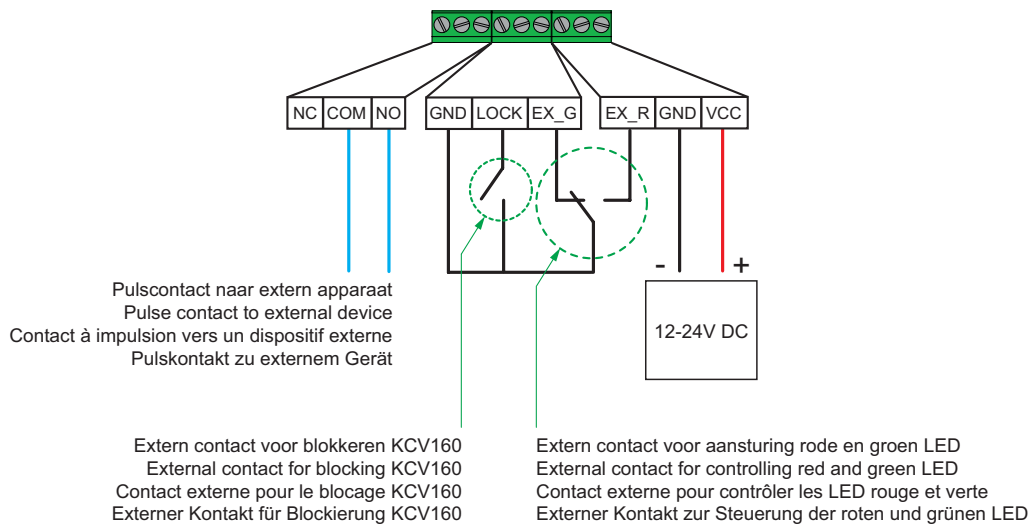 NC COM NO GND LOCK EX_G EX_R GND VCC
- +
12-24V DC
Pulscontact naar extern apparaat
Pulse contact to external device
Contact à impulsion vers un dispositif externe
Pulskontakt zu externem Gerät
Extern contact voor blokkeren KCV160
External contact for blocking KCV160
Contact externe pour le blocage KCV160
Externer Kontakt für Blockierung KCV160
Extern contact voor aansturing rode en groen LED
External contact for controlling red and green LED
Contact externe pour contrôler les LED rouge et verte
Externer Kontakt zur Steuerung der roten und grünen LED